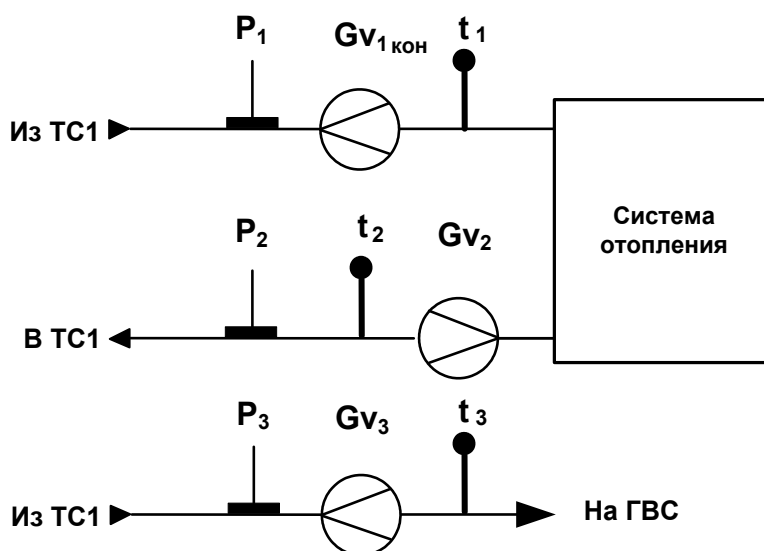 P1 Gv1 кон t1
Из ТС1
Система
отопления
P2 t2 Gv2
В ТС1
P3 Gv3 t3
Из ТС1 На ГВС